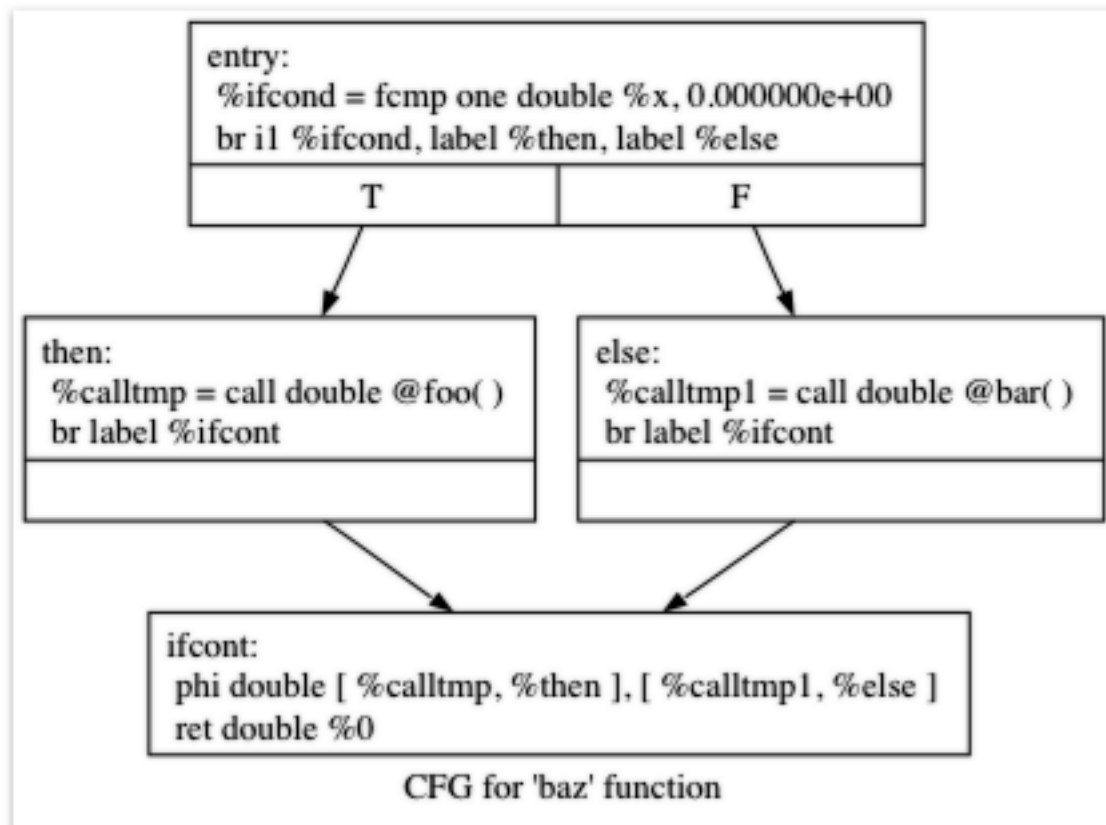 entry:
%ifcond = fcmp one double %x, 0.000000e+00
br i1 %ifcond, label %then, label %else
T
F
then:
%calltmp = call double @foo( )
br label %ifcont
else:
%calltmp1 = call double @bar( )
br label %ifcont
ifcont:
phi double [ %calltmp, %then ], [ %calltmp1, %else ]
ret double %0
CFG for 'baz' function